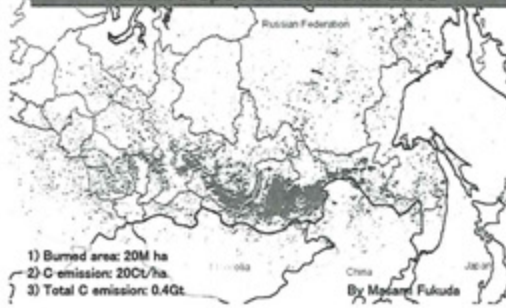 Russian Federation
1) Burned area: 20M ha
2) C emission: 20Ct/ha
3) Total C emission: 0.4Gt
China
Japan
By Masami Fukuda